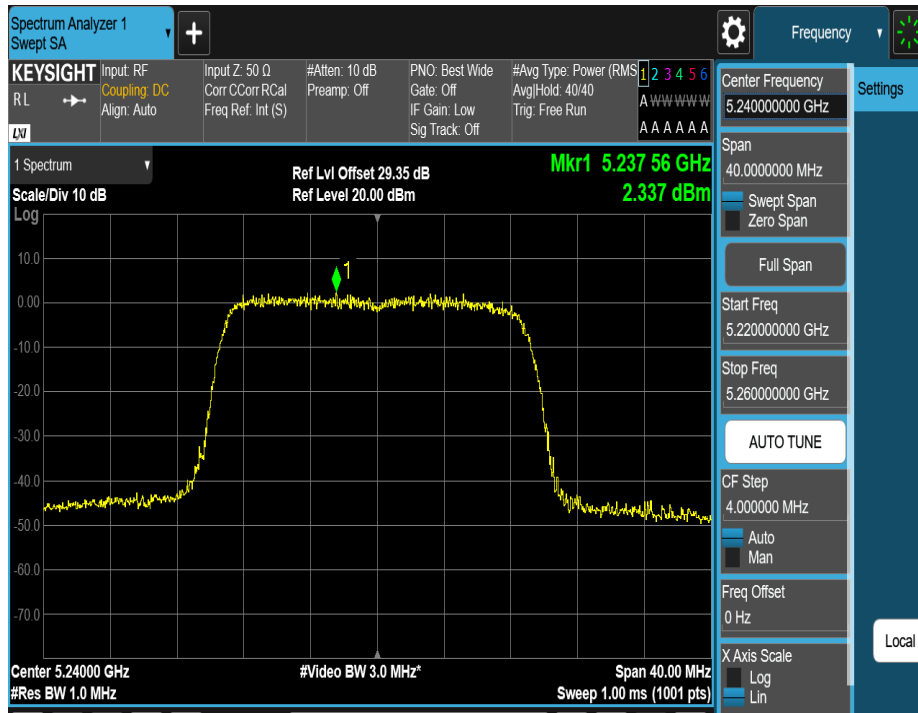 Spectrum Analyzer 1
Swept SA
+
Frequency
KEYSIGHT
R L
LXI
Input: RF
Coupling: DC
Align: Auto
Input Z: 50 Ω
Corr CCorr RCal
Freq Ref: Int (S)
#Atten: 10 dB
Preamp: Off
PNO: Best Wide
Gate: Off
IF Gain: Low
Sig Track: Off
#Avg Type: Power (RMS
Avg|Hold: 40/40
Trig: Free Run
1 2 3 4 5 6
A W W W W W
A A A A A A
1 Spectrum
Scale/Div 10 dB
Log
Ref Lvl Offset 29.35 dB
Ref Level 20.00 dBm
Mkr1 5.237 56 GHz
2.337 dBm
10.0
0.00
-10.0
-20.0
-30.0
-40.0
-50.0
-60.0
-70.0
1
Center 5.24000 GHz
#Res BW 1.0 MHz
#Video BW 3.0 MHz*
Span 40.00 MHz
Sweep 1.00 ms (1001 pts)
Center Frequency
5.240000000 GHz
Span
40.0000000 MHz
Swept Span
Zero Span
Full Span
Start Freq
5.220000000 GHz
Stop Freq
5.260000000 GHz
AUTO TUNE
CF Step
4.000000 MHz
Auto
Man
Freq Offset
0 Hz
X Axis Scale
Log
Lin
Settings
Local